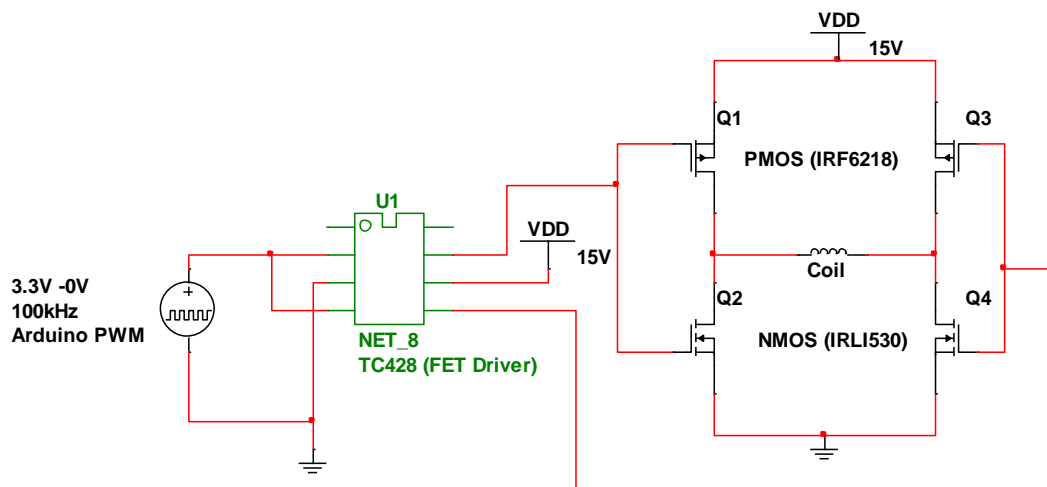 VDD
15V
Q1
Q3
PMOS (IRF6218)
U1
VDD
15V
Coil
3.3V -0V
100kHz
Arduino PWM
Q2
Q4
NMOS (IRLI530)
NET_8
TC428 (FET Driver)